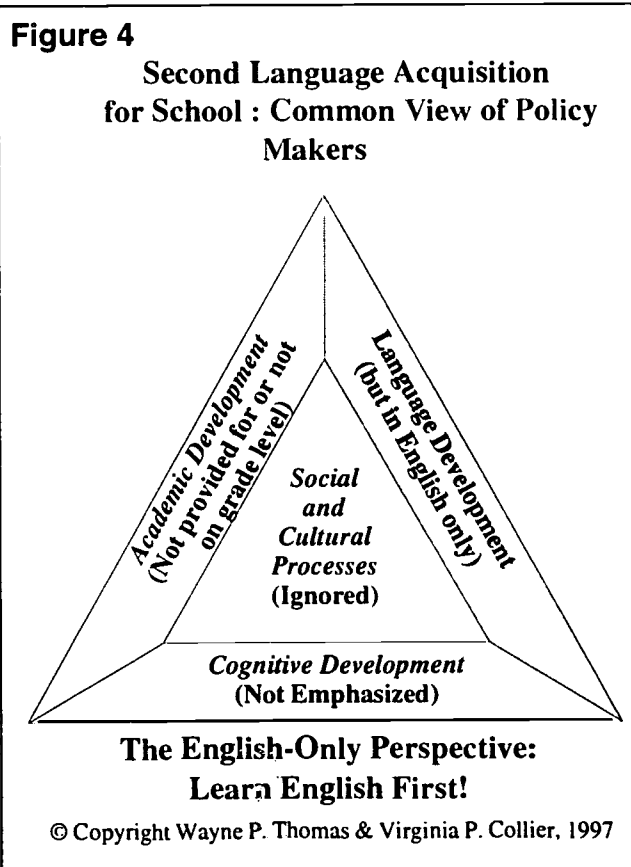 Figure 4
Second Language Acquisition
for School : Common View of Policy
Makers
Academic Development
(Not provided for or not
on grade level)
Language Development
(but in English only)
Social
and
Cultural
Processes
(Ignored)
Cognitive Development
(Not Emphasized)
The English-Only Perspective:
Learn English First!
© Copyright Wayne P. Thomas & Virginia P. Collier, 1997